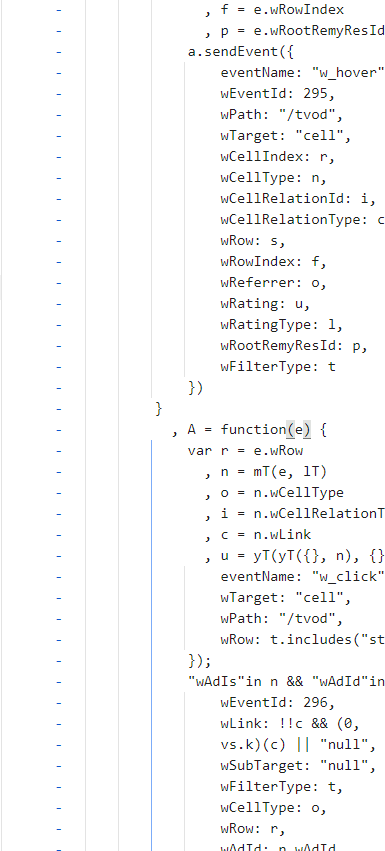 , f = e.wRowIndex
, p = e.wRootRemyResId
a.sendEvent({
eventName: "w_hover"
wEventId: 295,
wPath: "/tvod",
wTarget: "cell",
wCellIndex: r,
wCellType: n,
wCellRelationId: i,
wCellRelationType: c
wRow: s,
wRowIndex: f,
wReferrer: o,
wRating: u,
wRatingType: l,
wRootRemyResId: p,
wFilterType: t
})
}
, A = function(e) {
var r = e.wRow
, n = mT(e, lT)
, o = n.wCellType
, i = n.wCellRelationT
, c = n.wLink
, u = yT(yT({}, n), {}
eventName: "w_click"
wTarget: "cell",
wPath: "/tvod",
wRow: t.includes("st
});
"wAdIs"in n && "wAdId"in
wEventId: 296,
wLink: !!c && (0,
vs.k)(c) || "null",
wSubTarget: "null",
wFilterType: t,
wCellType: o,
wRow: r,
wAdId: n.wAdId